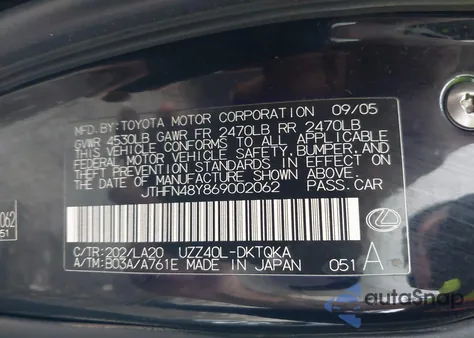 MFD. BY: TOYOTA MOTOR CORPORATION 09/05
GVWR 4530LB GAWR FR 2470LB RR 2470LB
THIS VEHICLE CONFORMS TO ALL APPLICABLE
FEDERAL MOTOR VEHICLE SAFETY, BUMPER, AND
THEFT PREVENTION STANDARDS IN EFFECT ON
THE DATE OF MANUFACTURE SHOWN ABOVE.
JTHFN48Y869002062 PASS. CAR
062
C/TR: 202/LA20 UZZ40L-DKTQKA
A/TM: B03A/A761E MADE IN JAPAN 051 A
autoSnap